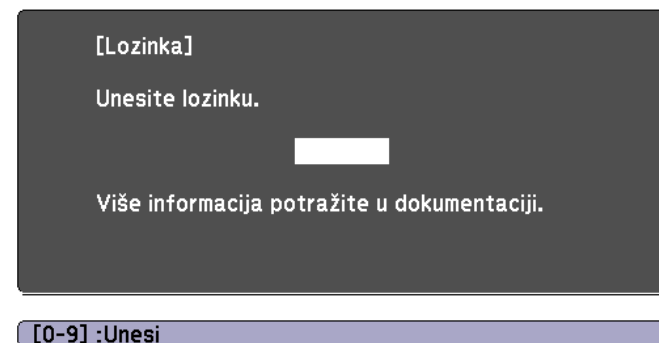 [Lozinka]
Unesite lozinku.
Više informacija potražite u dokumentaciji.
[0-9] :Unesi